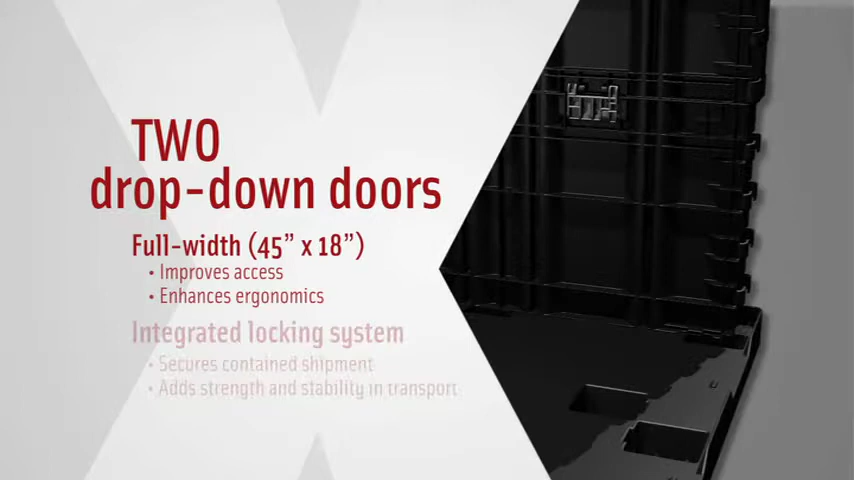 TWO
drop-down doors
Full-width (45” x 18”)
• Improves access
• Enhances ergonomics
Integrated locking system
• Secures contained shipment
• Adds strength and stability in transport